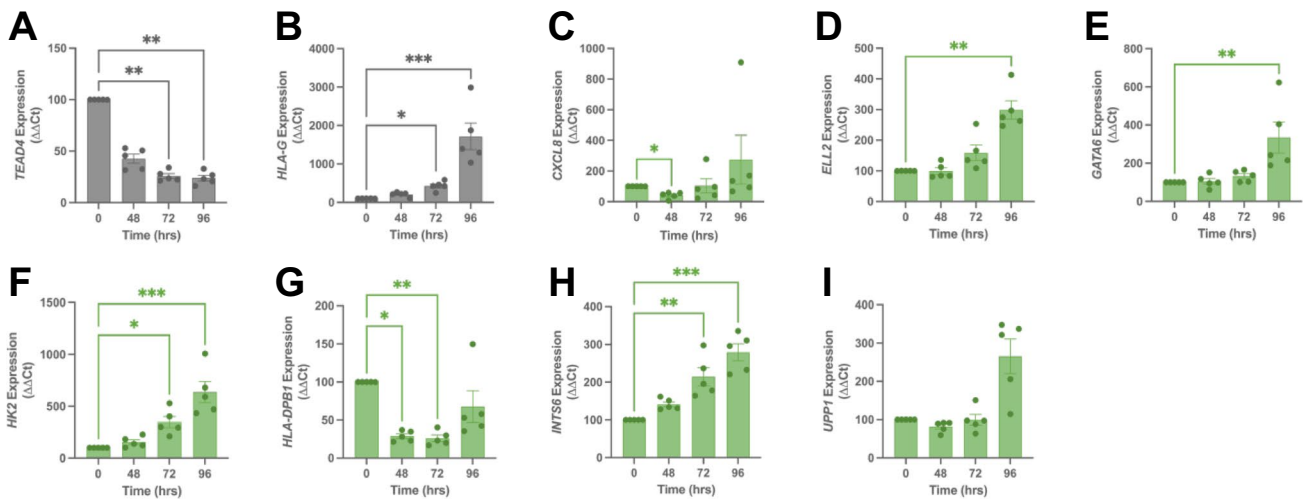 A
TEAD4 Expression
(ΔΔCt)
150
100
50
0
**
**
0 48 72 96
Time (hrs)
B
HLA-G Expression
(ΔΔCt)
4000
3000
2000
1000
0
***
*
0 48 72 96
Time (hrs)
C
CXCL8 Expression
(ΔΔCt)
1000
800
600
400
200
0
*
0 48 72 96
Time (hrs)
D
ELL2 Expression
(ΔΔCt)
500
400
300
200
100
0
**
0 48 72 96
Time (hrs)
E
GATA6 Expression
(ΔΔCt)
800
600
400
200
0
**
0 48 72 96
Time (hrs)
F
HK2 Expression
(ΔΔCt)
1500
1000
500
0
***
*
0 48 72 96
Time (hrs)
G
HLA-DPB1 Expression
(ΔΔCt)
200
150
100
50
0
**
*
0 48 72 96
Time (hrs)
H
INTS6 Expression
(ΔΔCt)
400
300
200
100
0
***
**
0 48 72 96
Time (hrs)
I
UPP1 Expression
(ΔΔCt)
400
300
200
100
0
0 48 72 96
Time (hrs)